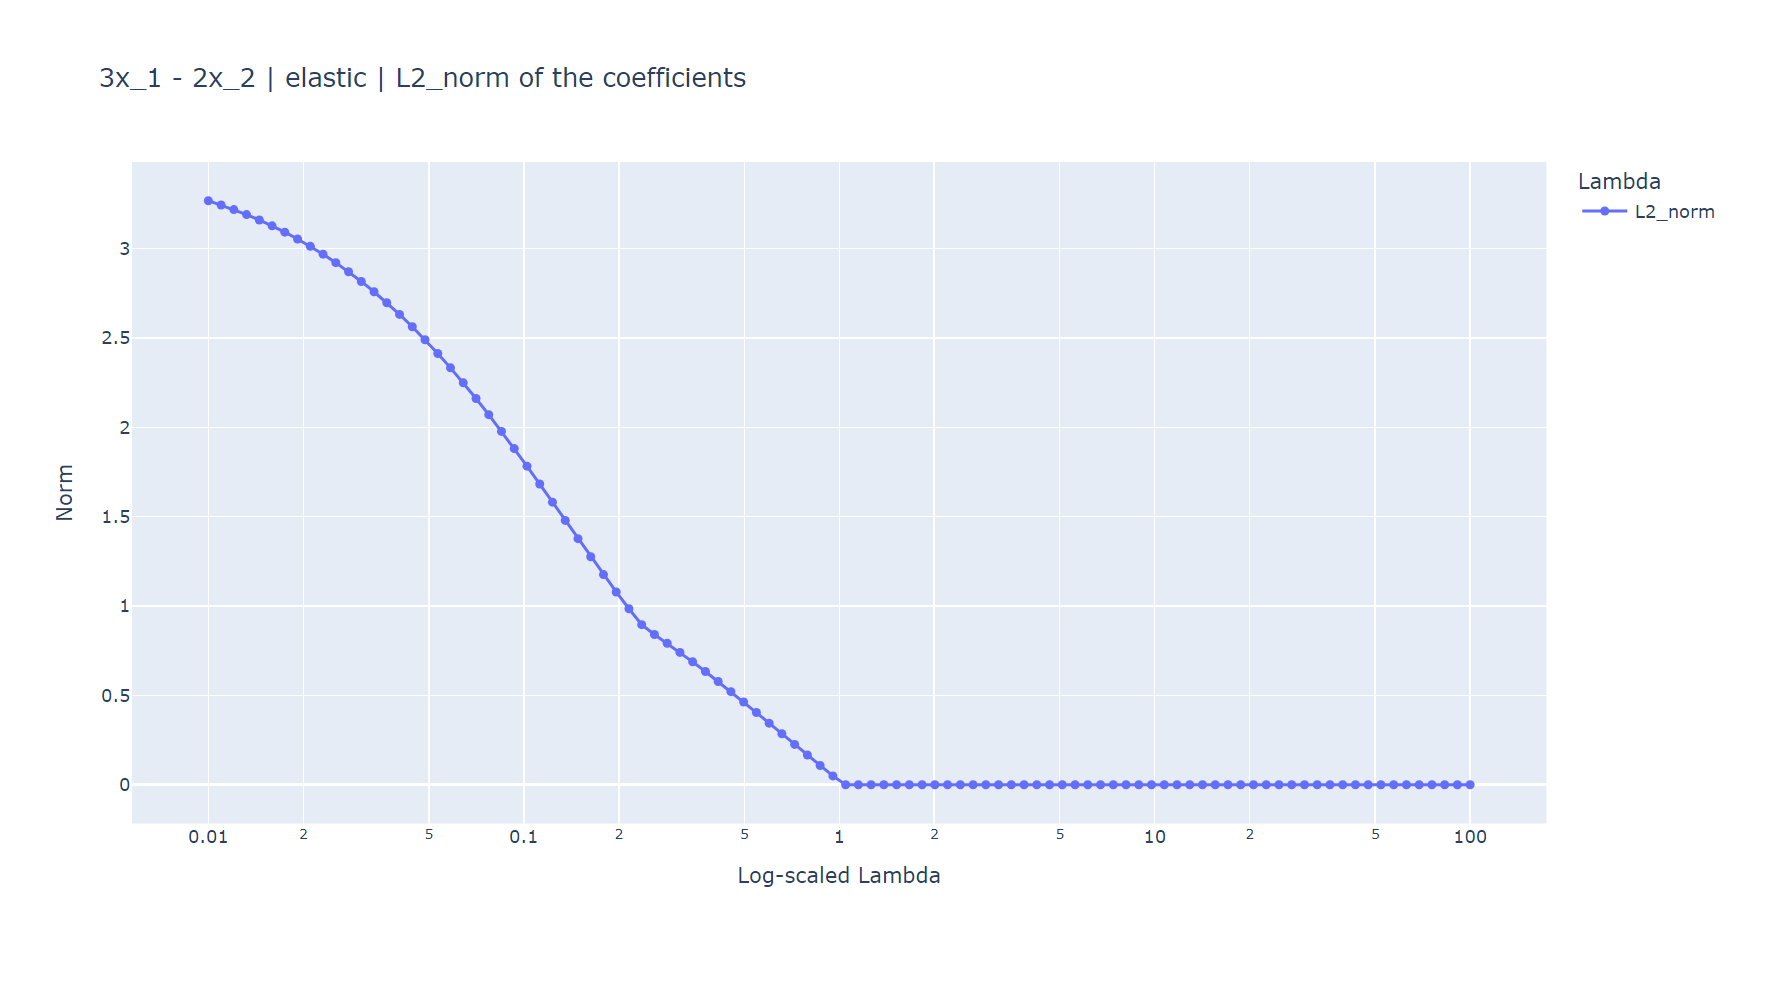 3x_1 - 2x_2 | elastic | L2_norm of the coefficients
Lambda
L2_norm
3
2.5
2
1.5
1
0.5
0
Norm
0.01 2 5 0.1 2 5 1 2 5 10 2 5 100
Log-scaled Lambda